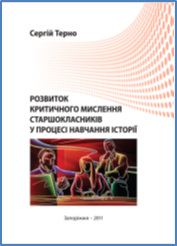 Сергій Терно
РОЗВИТОК
КРИТИЧНОГО МИСЛЕННЯ
СТАРШОКЛАСНИКІВ
У ПРОЦЕСІ НАВЧАННЯ ІСТОРІЇ
Запоріжжя – 2011